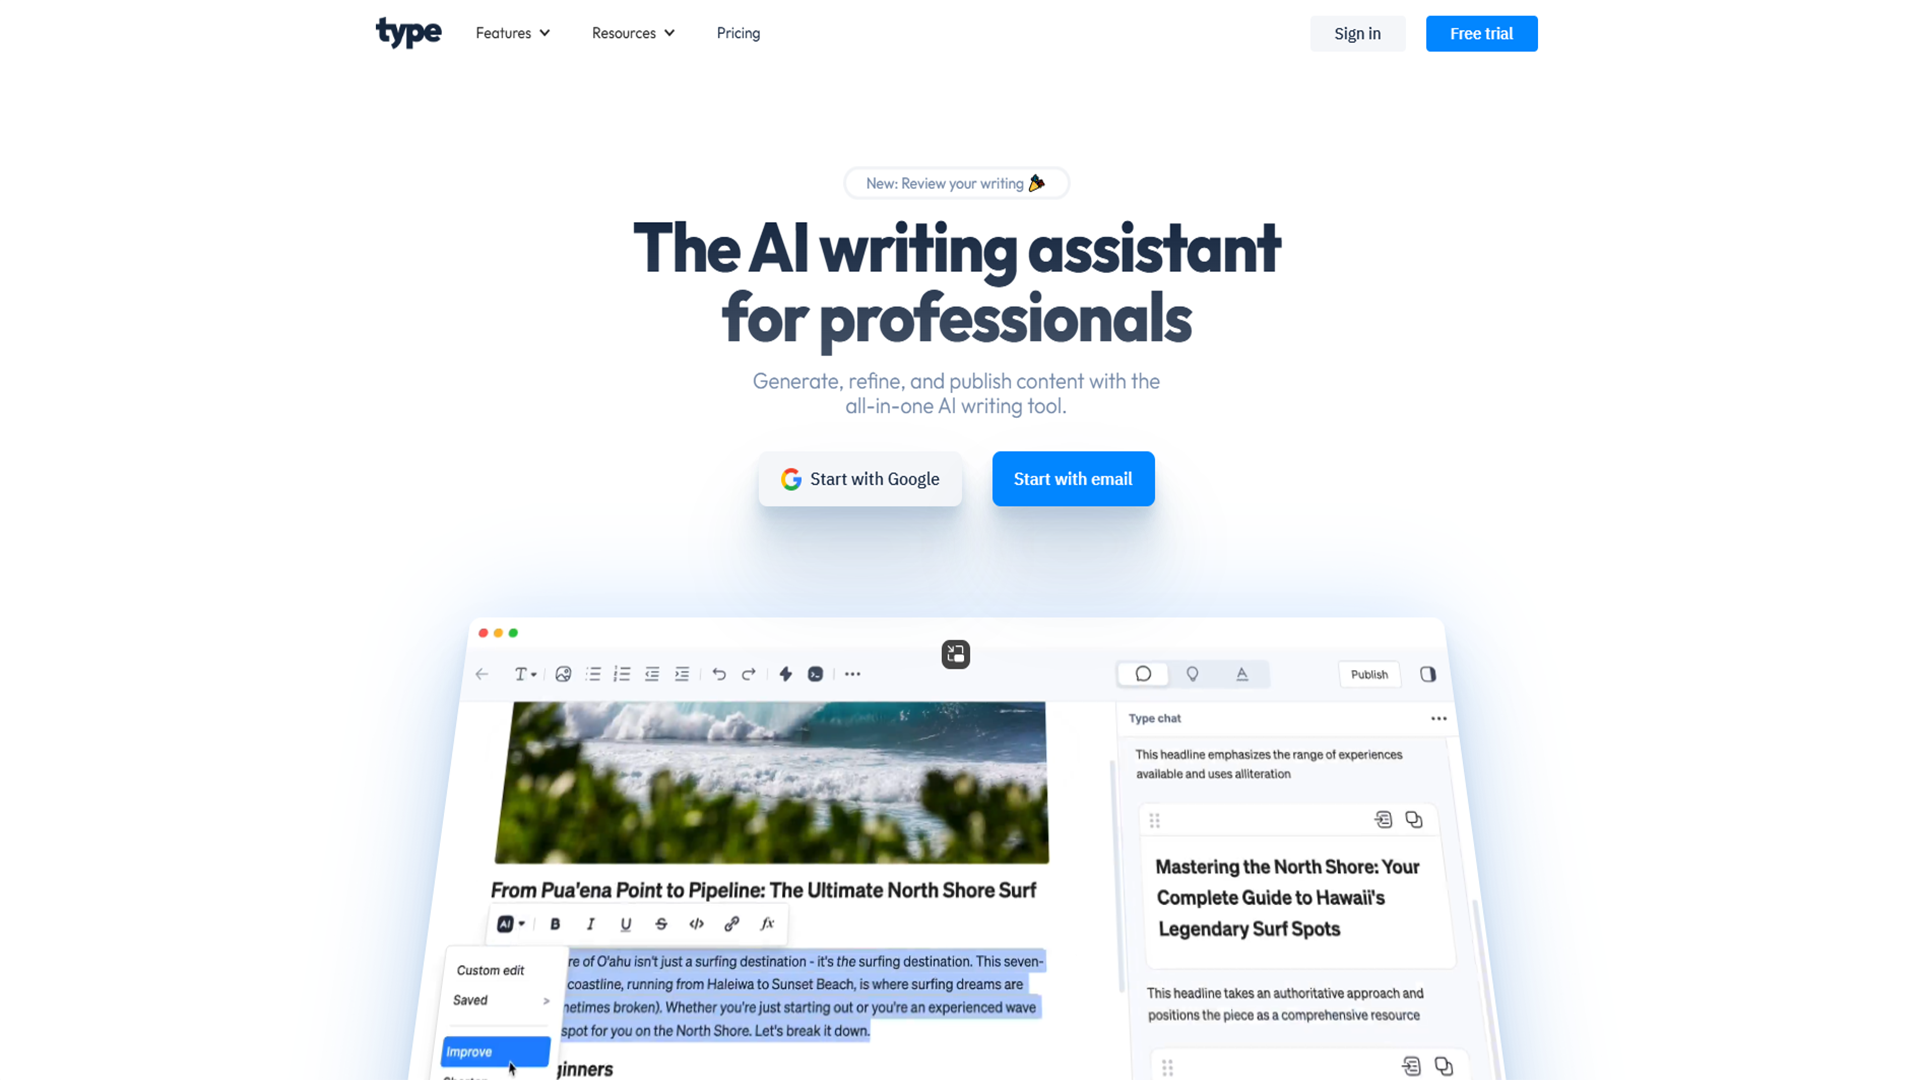 type
Features
Resources
Pricing
Sign in
Free trial
New: Review your writing
The AI writing assistant
for professionals
Generate, refine, and publish content with the
all-in-one AI writing tool.
Start with Google
Start with email
Publish
Type chat
This headline emphasizes the range of experiences
available and uses alliteration
Mastering the North Shore: Your
Complete Guide to Hawaii's
Legendary Surf Spots
This headline takes an authoritative approach and
positions the piece as a comprehensive resource
From Pua'ena Point to Pipeline: The Ultimate North Shore Surf
AI B I U S </> fx
Custom edit
Saved >
Improve
re of O'ahu isn't just a surfing destination - it's the surfing destination. This seven-
coastline, running from Haleiwa to Sunset Beach, is where surfing dreams are
netimes broken). Whether you're just starting out or you're an experienced wave
spot for you on the North Shore. Let's break it down.
ginners